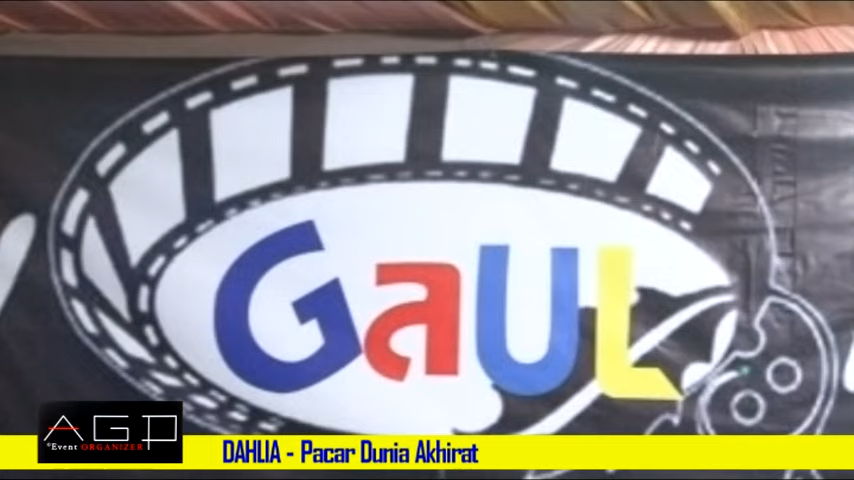 GaUL
AGP
Event ORGANIZER
DAHLIA - Pacar Dunia Akhirat